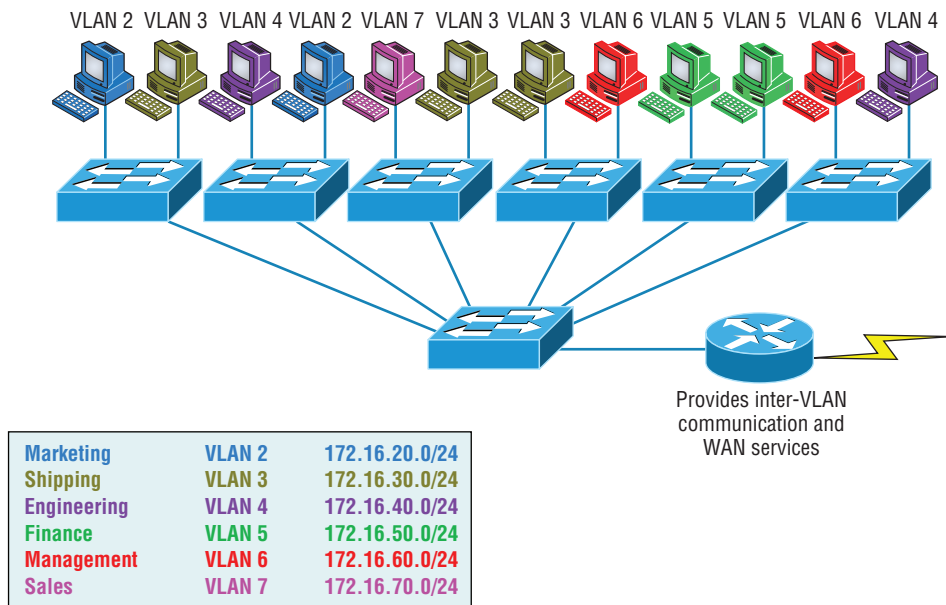 VLAN 2 VLAN 3 VLAN 4 VLAN 2 VLAN 7 VLAN 3 VLAN 3 VLAN 6 VLAN 5 VLAN 5 VLAN 6 VLAN 4
Provides inter-VLAN
communication and
WAN services
Marketing VLAN 2 172.16.20.0/24
Shipping VLAN 3 172.16.30.0/24
Engineering VLAN 4 172.16.40.0/24
Finance VLAN 5 172.16.50.0/24
Management VLAN 6 172.16.60.0/24
Sales VLAN 7 172.16.70.0/24